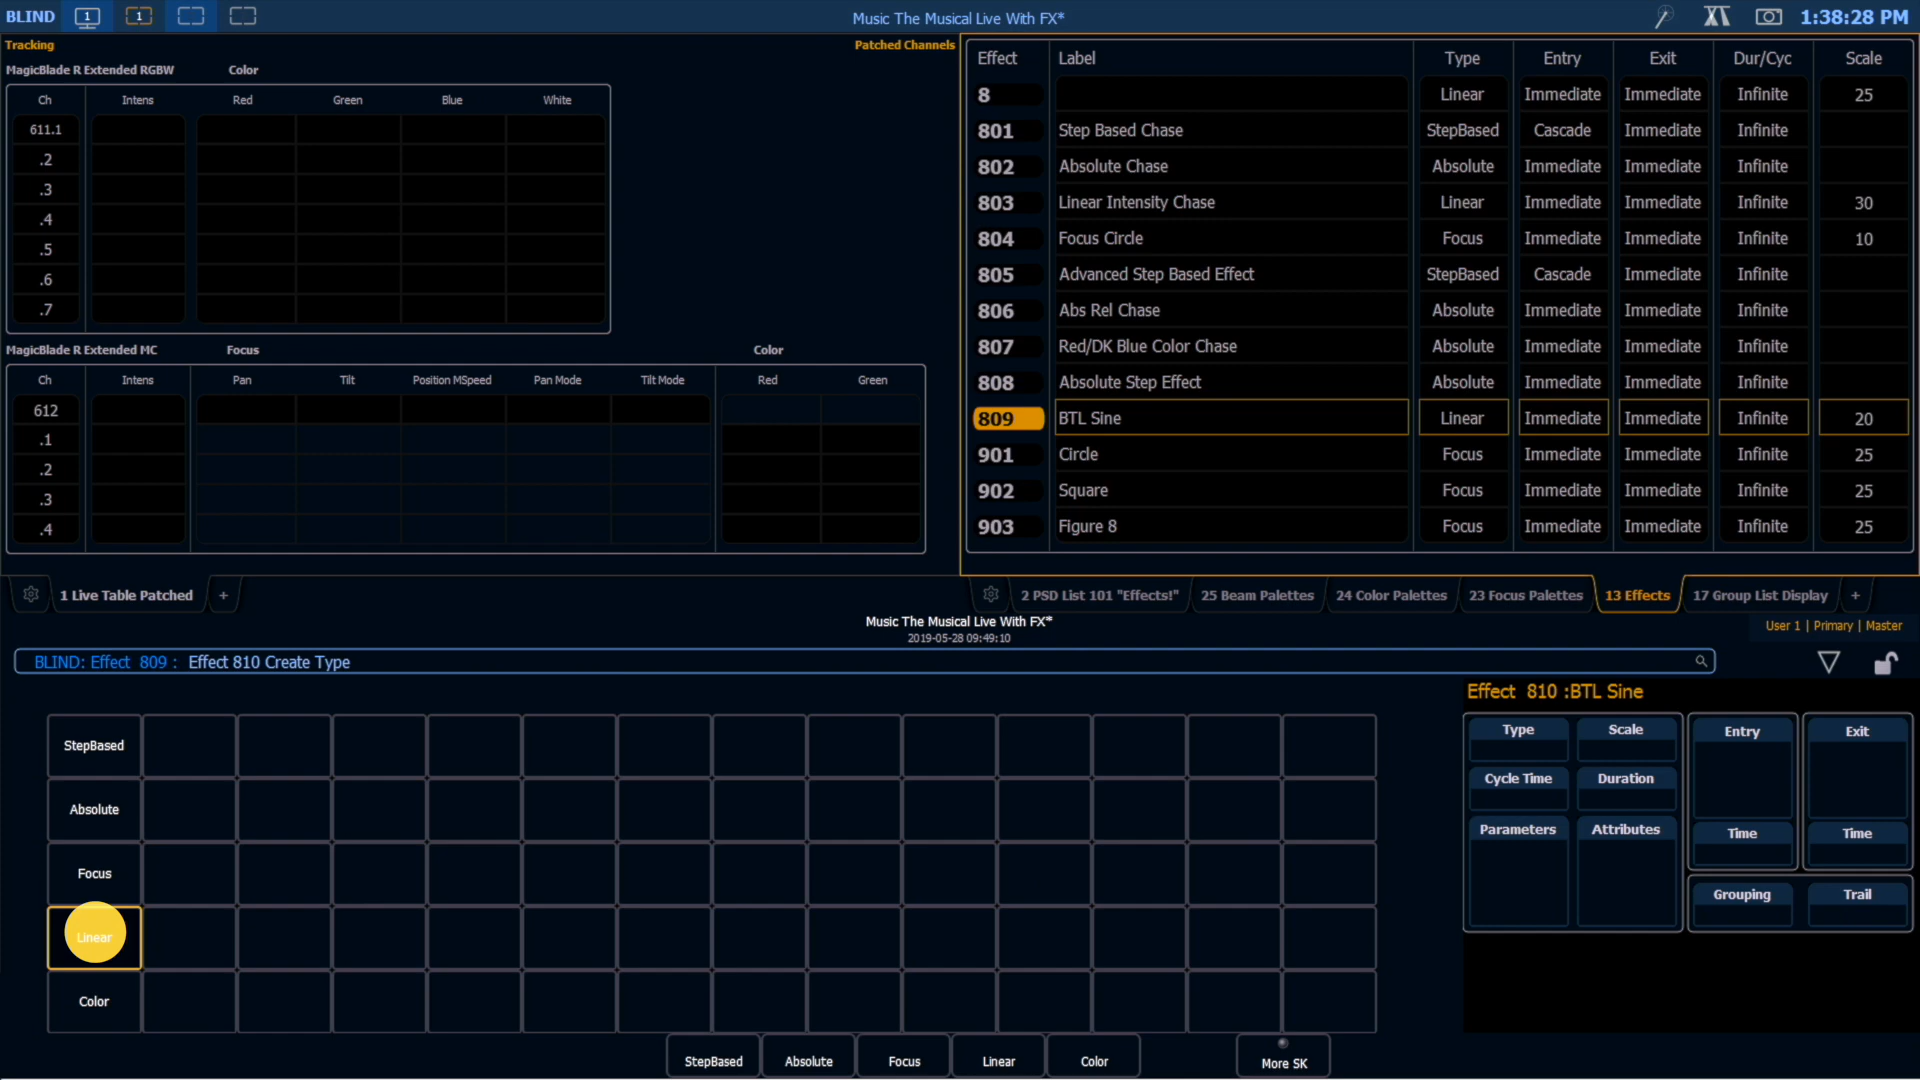 BLIND 1 1 Music The Musical Live With FX* 1:38:28 PM
Tracking Patched Channels
MagicBlade R Extended RGBW Color
Ch Intens Red Green Blue White
611.1
.2
.3
.4
.5
.6
.7
MagicBlade R Extended MC Focus Color
Ch Intens Pan Tilt Position MSpeed Pan Mode Tilt Mode Red Green
612
.1
.2
.3
.4
Effect Label Type Entry Exit Dur/Cyc Scale
8 Linear Immediate Immediate Infinite 25
801 Step Based Chase StepBased Cascade Immediate Infinite
802 Absolute Chase Absolute Immediate Immediate Infinite
803 Linear Intensity Chase Linear Immediate Immediate Infinite 30
804 Focus Circle Focus Immediate Immediate Infinite 10
805 Advanced Step Based Effect StepBased Cascade Immediate Infinite
806 Abs Rel Chase Absolute Immediate Immediate Infinite
807 Red/DK Blue Color Chase Absolute Immediate Immediate Infinite
808 Absolute Step Effect Absolute Immediate Immediate Infinite
809 BTL Sine Linear Immediate Immediate Infinite 20
901 Circle Focus Immediate Immediate Infinite 25
902 Square Focus Immediate Immediate Infinite 25
903 Figure 8 Focus Immediate Immediate Infinite 25
1 Live Table Patched +
2 PSD List 101 "Effects!" 25 Beam Palettes 24 Color Palettes 23 Focus Palettes 13 Effects 17 Group List Display +
Music The Musical Live With FX*
2019-05-28 09:49:10
User 1 | Primary | Master
BLIND: Effect 809 : Effect 810 Create Type
StepBased
Absolute
Focus
Linear
Color
Effect 810 :BTL Sine
Type Scale Entry Exit
Cycle Time Duration
Parameters Attributes Time Time
Grouping Trail
StepBased Absolute Focus Linear Color More SK